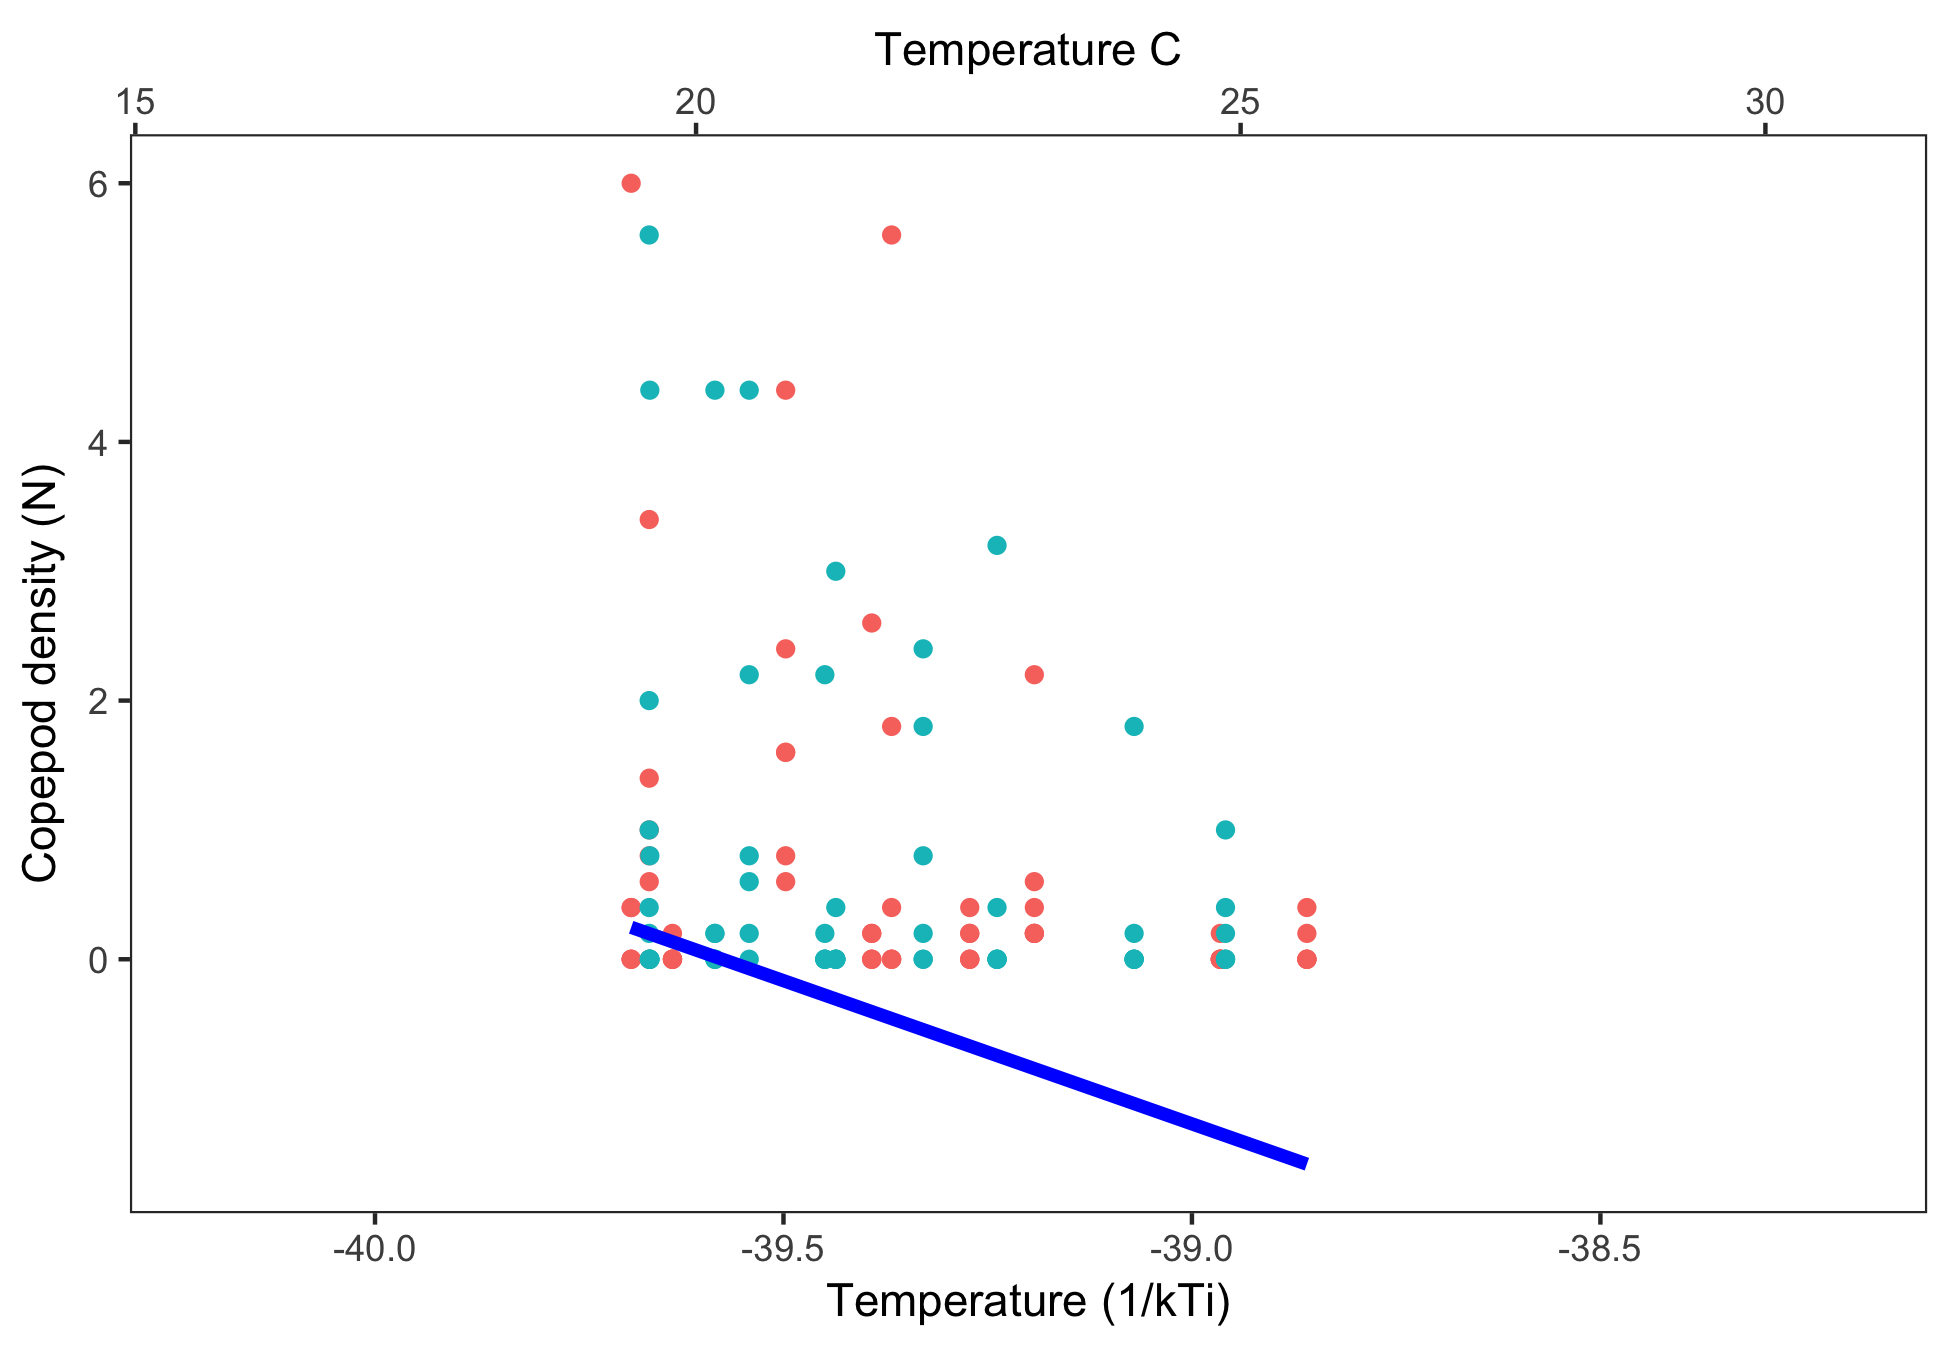 Temperature C
15 20 25 30
6
4
2
0
Copepod density (N)
-40.0 -39.5 -39.0 -38.5
Temperature (1/kTi)